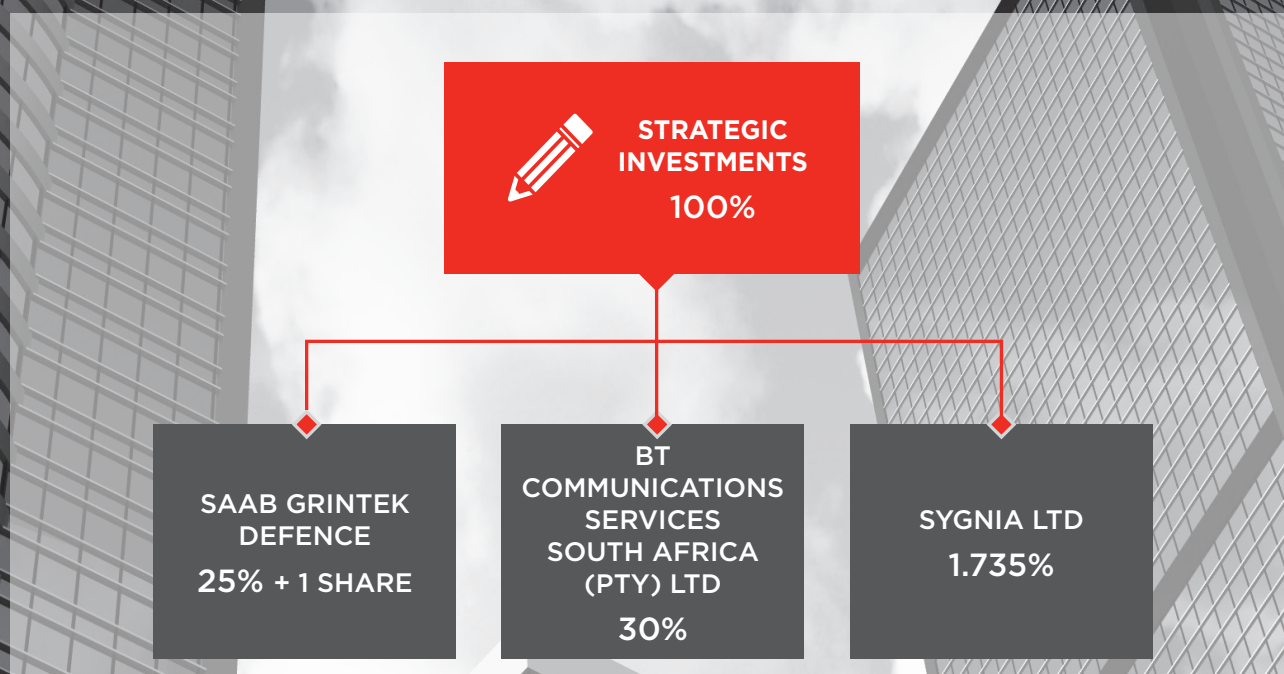 STRATEGIC
INVESTMENTS
100%
SAAB GRINTEK
DEFENCE
25% + 1 SHARE
BT
COMMUNICATIONS
SERVICES
SOUTH AFRICA
(PTY) LTD
30%
SYGNIA LTD
1.735%